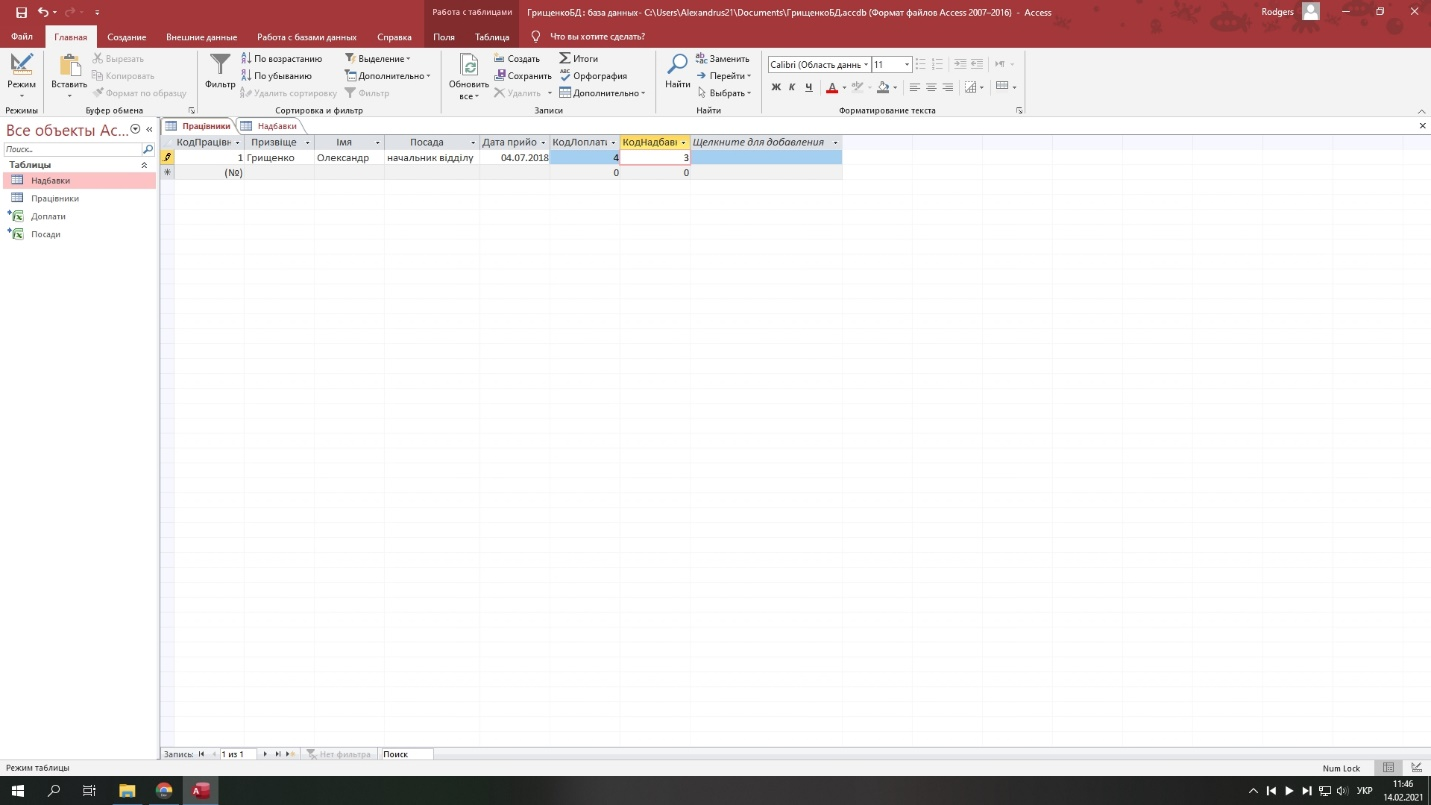 Работа с таблицами ГрищенкоБД : база данных- C:\Users\Alexandrus21\Documents\ГрищенкоБД.accdb (Формат файлов Access 2007–2016) - Access Rodgers
Файл Главная Создание Внешние данные Работа с базами данных Справка Поля Таблица Что вы хотите сделать?
Вырезать По возрастанию Выделение Создать Итоги Заменить Calibri (Область данн 11
Режим Вставить Копировать Фильтр По убыванию Дополнительно Обновить все Сохранить Орфография Найти Перейти
Формат по образцу Удалить сортировку Фильтр Удалить Дополнительно Выбрать Ж К Ч А
Режимы Буфер обмена Сортировка и фильтр Записи Найти Форматирование текста
Все объекты Ac...
Поиск...
Таблицы
Надбавки
Працівники
Доплати
Посади
Працівники Надбавки
КодПраців Призвіще Імя Посада Дата прийо КодДоплати КодНадбав Щелкните для добавления
1 Грищенко Олександр начальник відділу 04.07.2018 4 3
(№) 0 0
Запись: 1 из 1 Нет фильтра Поиск
Режим таблицы Num Lock
УКР 11:46
14.02.2021